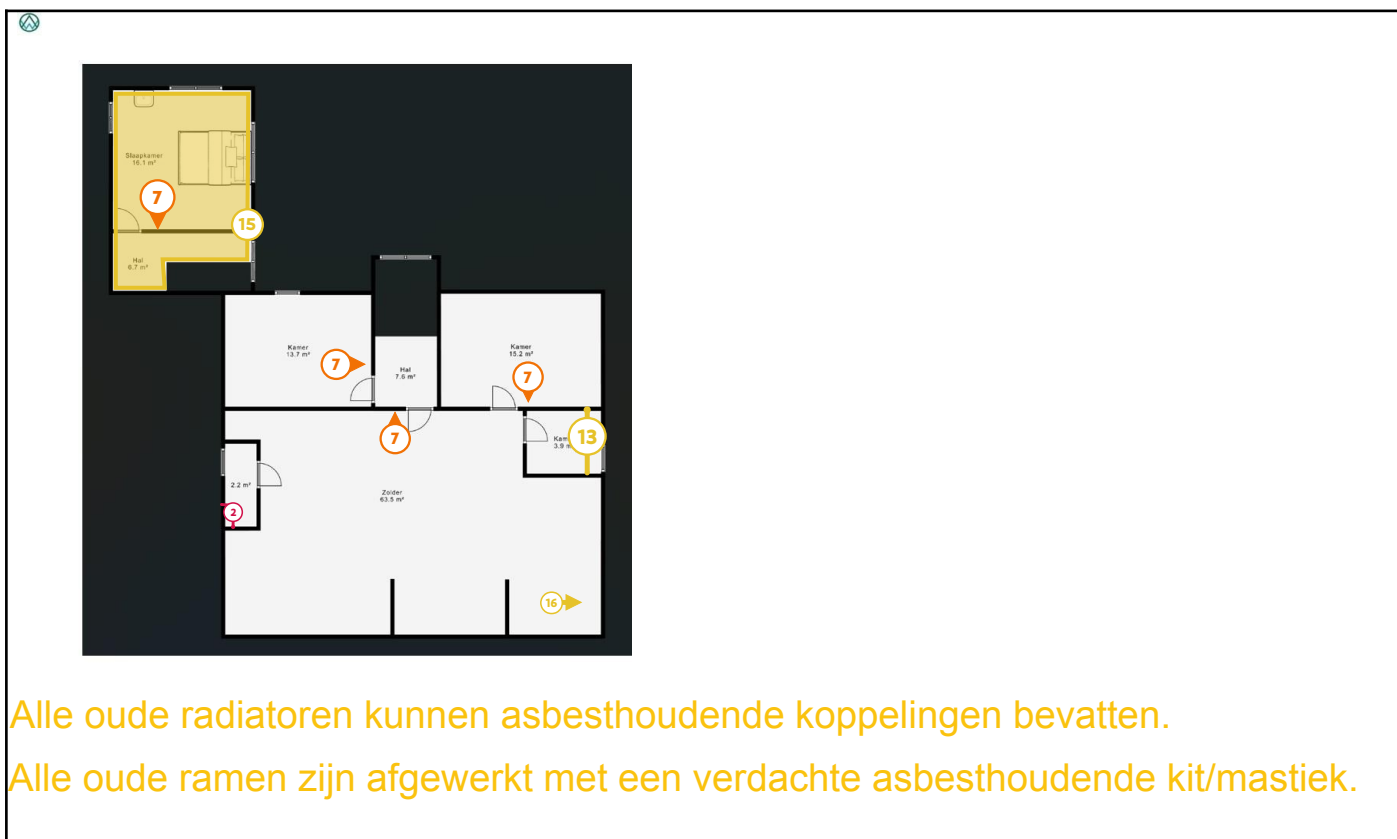 Slaapkamer
16.1 m²
7
15
Hal
6.7 m²
Kamer
13.7 m²
7
Hal
7.6 m²
Kamer
15.2 m²
7
7
13
3.9 m
2.2 m²
2
Zolder
63.5 m²
16
Alle oude radiatoren kunnen asbesthoudende koppelingen bevatten.
Alle oude ramen zijn afgewerkt met een verdachte asbesthoudende kit/mastiek.